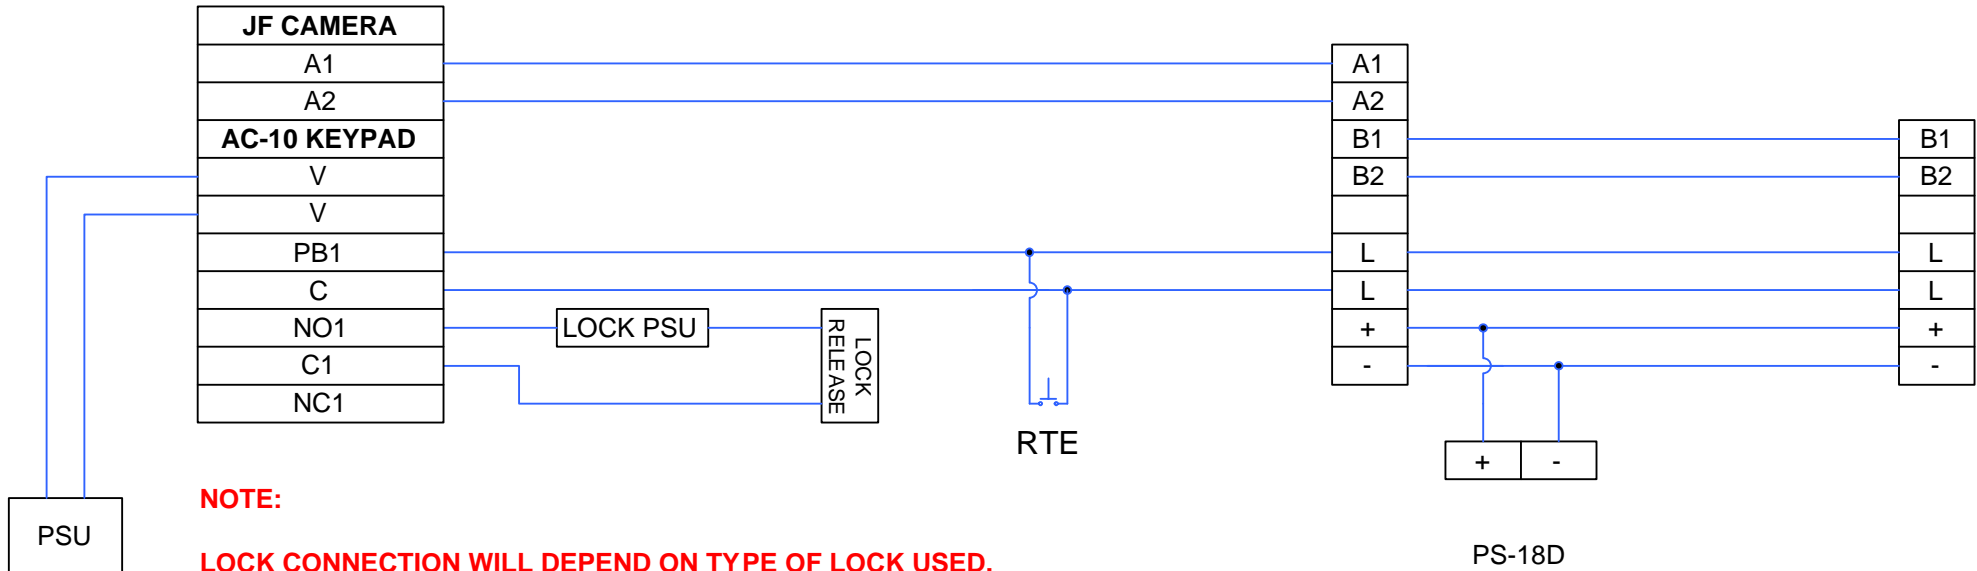 JF CAMERA
A1
A2
AC-10 KEYPAD
V
V
PB1
C
NO1
C1
NC1
LOCK PSU
LOCK
RELEASE
RTE
A1
A2
B1
B2
L
L
+
-
B1
B2
L
L
+
-
+ -
PS-18D
PSU
NOTE:
LOCK CONNECTION WILL DEPEND ON TYPE OF LOCK USED.